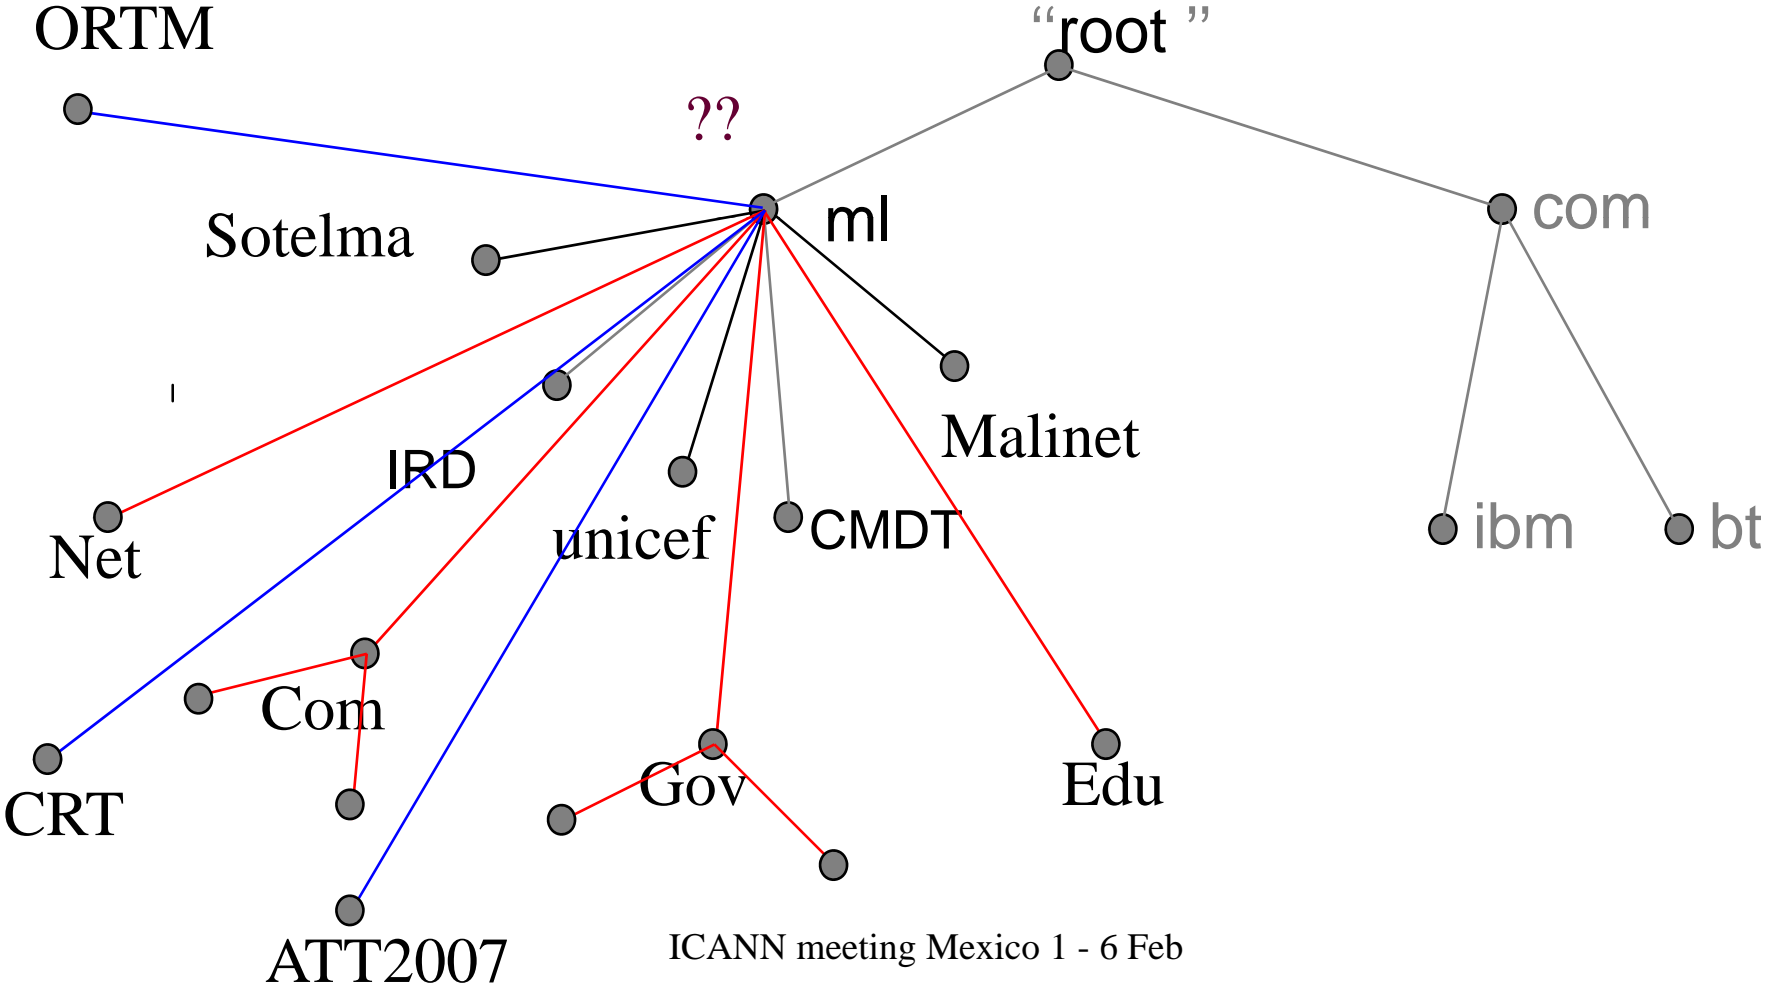 ORTM
“root ”
??
ml
com
Sotelma
Malinet
IRD
Net
unicef
CMDT
ibm
bt
Com
CRT
Gov
Edu
ATT2007
ICANN meeting Mexico 1 - 6 Feb